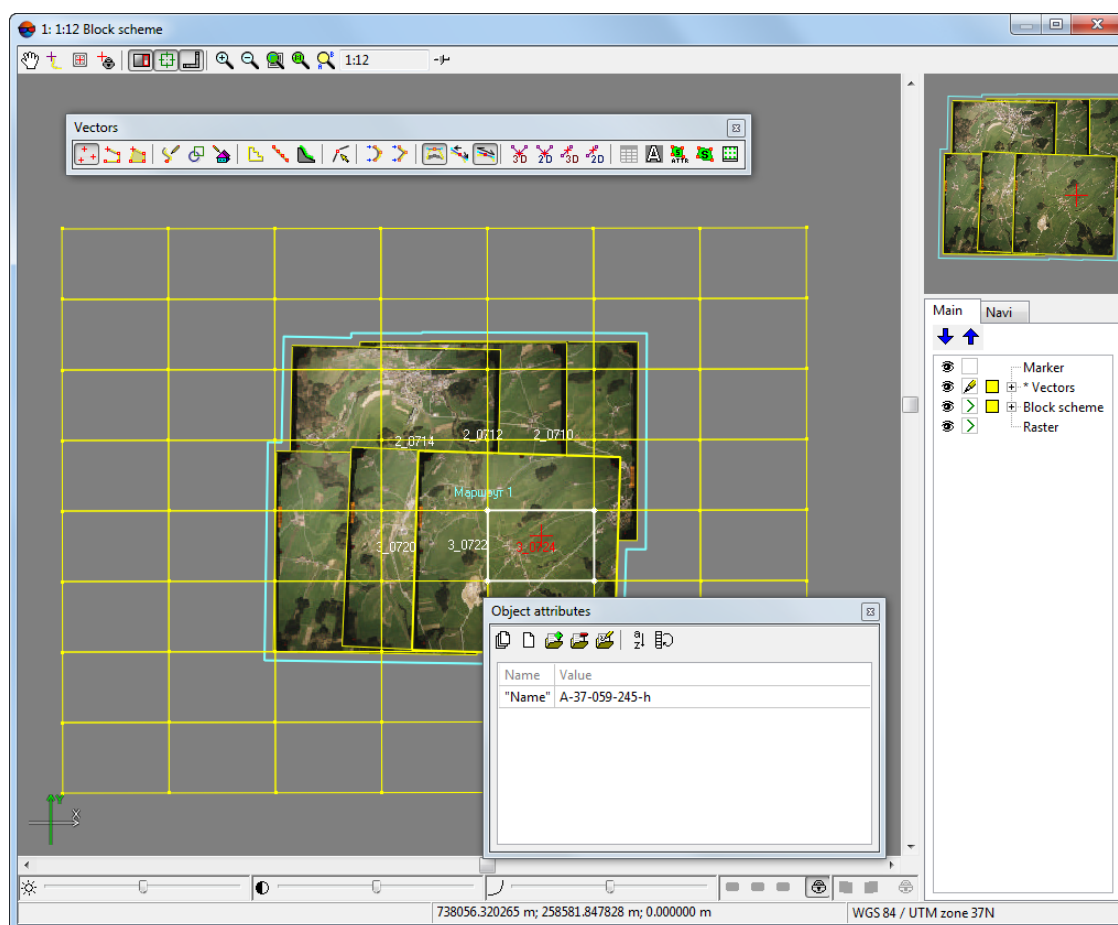 1: 1:12 Block scheme
1:12
Vectors
3D 2D 3D 2D A S ATTR S
Main Navi
Marker
* Vectors
Block scheme
Raster
2_0714 2_0712 2_0710
Маршрут 1
3_0720 3_0722 3_0724
Object attributes
Name Value
"Name" A-37-059-245-h
Y
X
738056.320265 m; 258581.847828 m; 0.000000 m
WGS 84 / UTM zone 37N